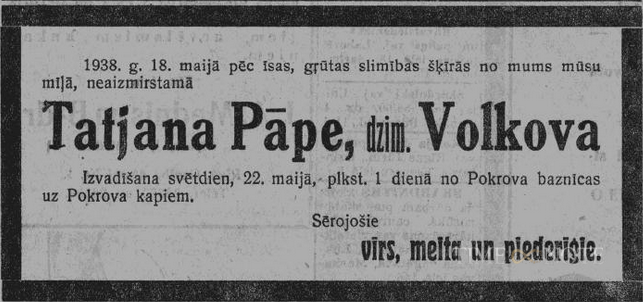 1938. g. 18. maijā pēc īsas, grūtas slimības šķīrās no mums mūsu
mīļā, neaizmirstamā
Tatjana Pāpe, dzim. Volkova
Izvadīšana svētdien, 22. maijā, plkst. 1 dienā no Pokrova baznīcas
uz Pokrova kapiem.
Sērojošie
vīrs, meita un piederīgie.